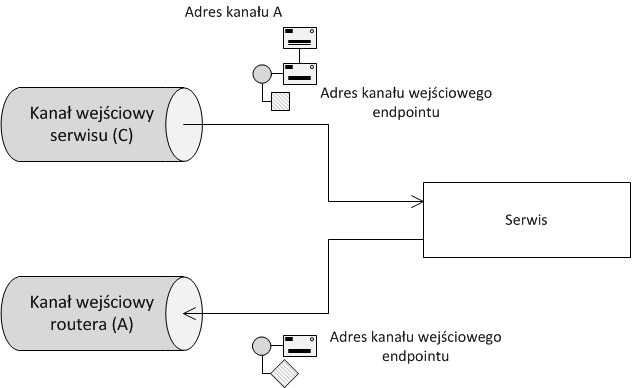 Adres kanału A
Adres kanału wejściowego
endpointu
Kanał wejściowy
serwisu (C)
Serwis
Kanał wejściowy
routera (A)
Adres kanału wejściowego
endpointu